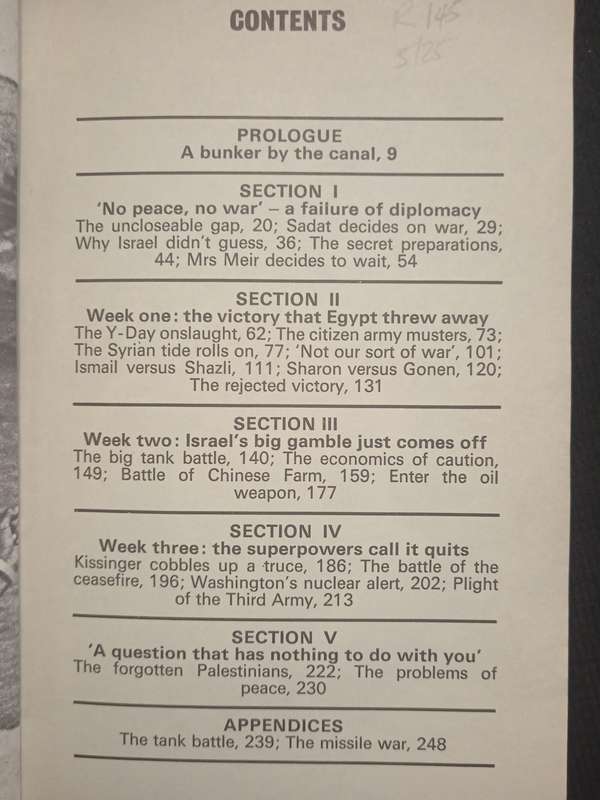 CONTENTS
R 145
5/25
PROLOGUE
A bunker by the canal, 9
SECTION I
‘No peace, no war’ – a failure of diplomacy
The uncloseable gap, 20; Sadat decides on war, 29;
Why Israel didn’t guess, 36; The secret preparations,
44; Mrs Meir decides to wait, 54
SECTION II
Week one: the victory that Egypt threw away
The Y-Day onslaught, 62; The citizen army musters, 73;
The Syrian tide rolls on, 77; ‘Not our sort of war’, 101;
Ismail versus Shazli, 111; Sharon versus Gonen, 120;
The rejected victory, 131
SECTION III
Week two: Israel’s big gamble just comes off
The big tank battle, 140; The economics of caution,
149; Battle of Chinese Farm, 159; Enter the oil
weapon, 177
SECTION IV
Week three: the superpowers call it quits
Kissinger cobbles up a truce, 186; The battle of the
ceasefire, 196; Washington’s nuclear alert, 202; Plight
of the Third Army, 213
SECTION V
‘A question that has nothing to do with you’
The forgotten Palestinians, 222; The problems of
peace, 230
APPENDICES
The tank battle, 239; The missile war, 248